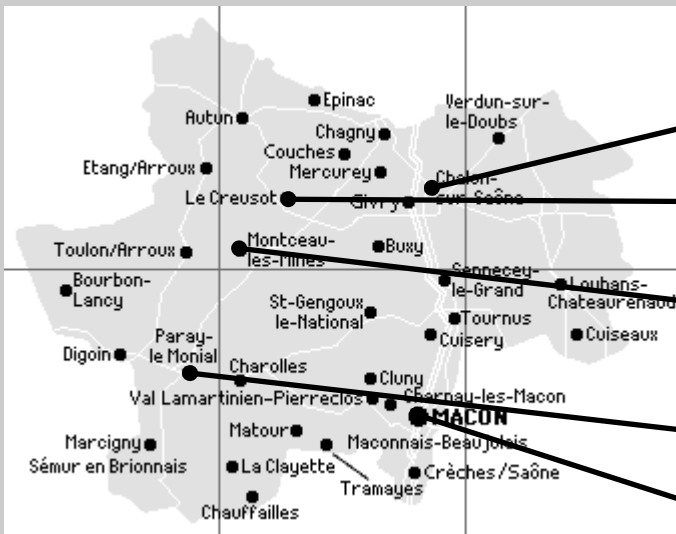 Epinac
Verdun-sur-
le-Doubs
Autun
Chagny
Couches
Etang/Arroux
Mercurey
Chalon-
sur-Saône
Le Creusot
Givry
Montceau-
les-Mines
Buxy
Toulon/Arroux
Bourbon-
Lancy
Sennecey-
le-Grand
Louhans-
Chateaurenaud
St-Gengoux
le-National
Tournus
Cuisery
Cuiseaux
Paray-
le Monial
Digoin
Charolles
Cluny
Val Lamartinien-Pierreclos
Charnay-les-Macon
MACON
Matour
Maconnais-Beaujolais
Marcigny
Sémur en Brionnais
La Clayette
Crèches/Saône
Tramayes
Chauffailles